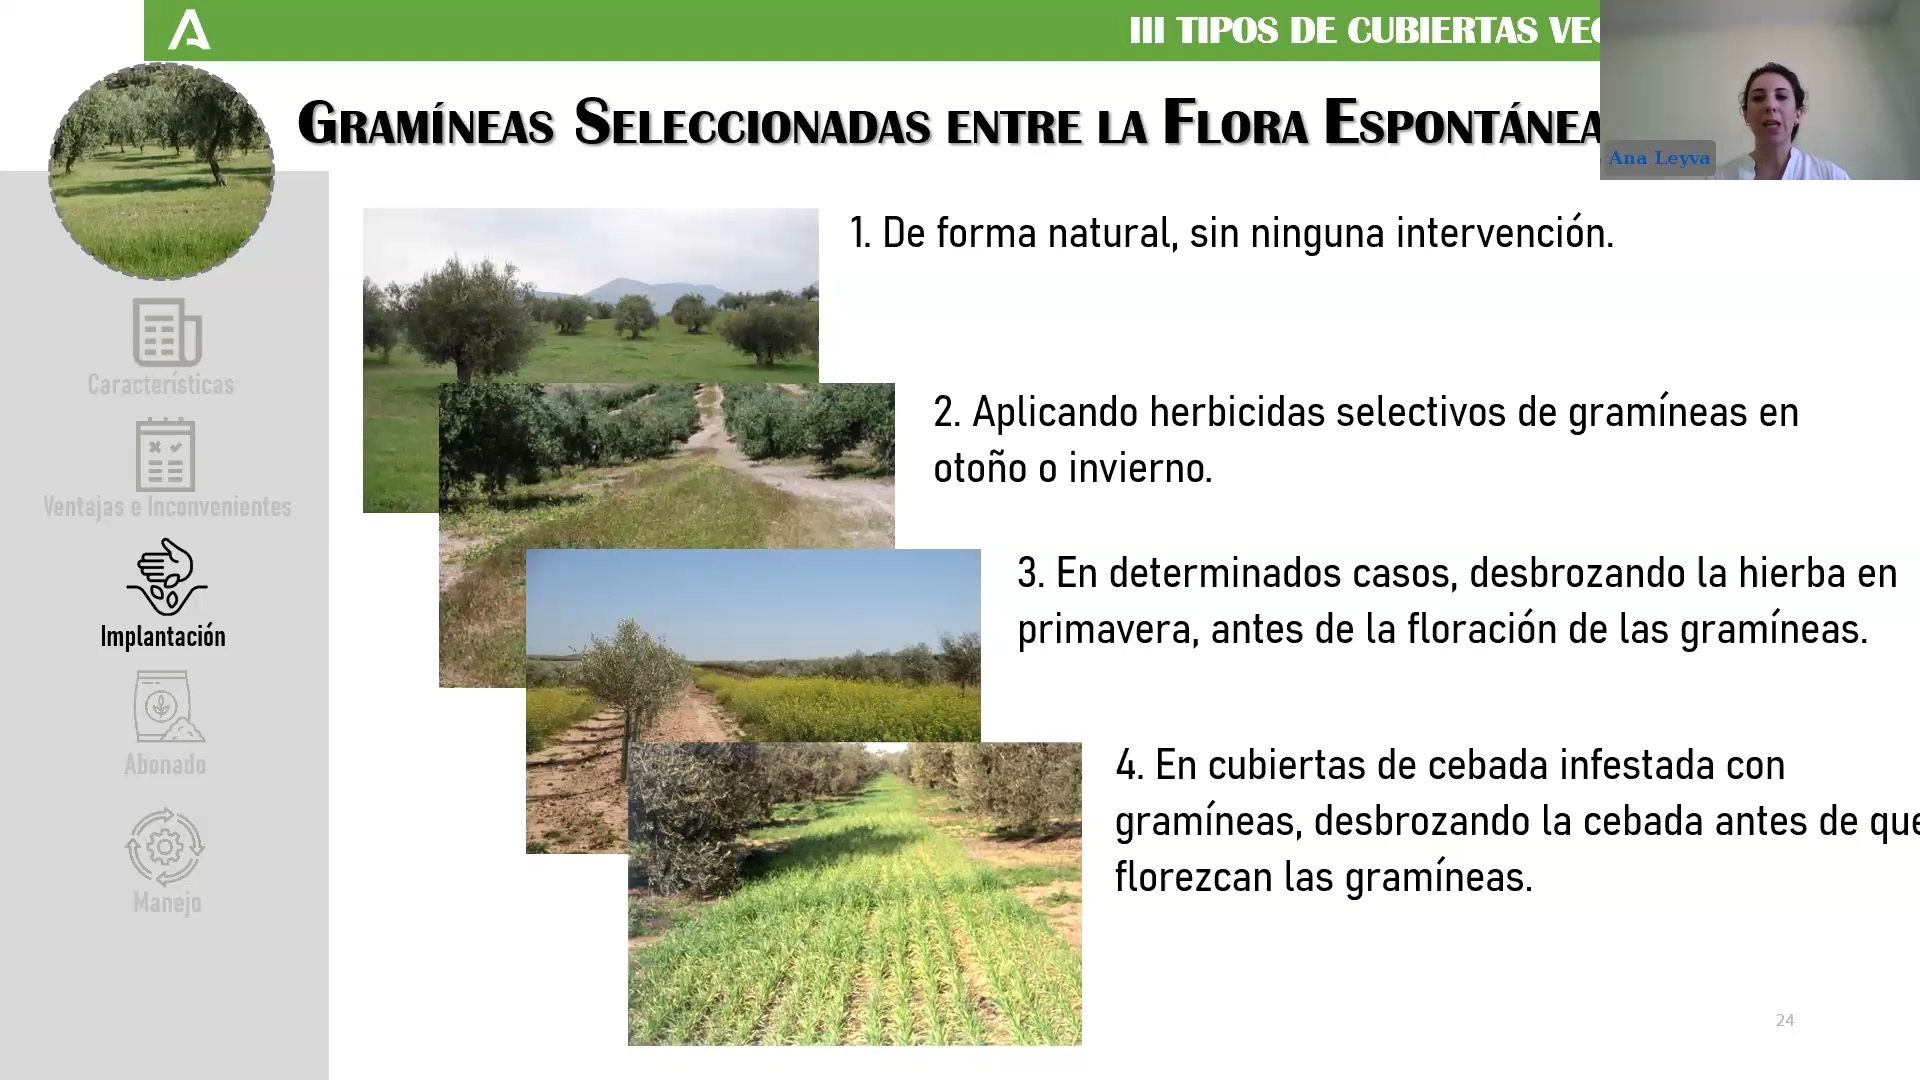 III TIPOS DE CUBIERTAS
GRAMÍNEAS SELECCIONADAS ENTRE LA FLORA ESPONTÁNEA
Ana Leyva
1. De forma natural, sin ninguna intervención.
Características
2. Aplicando herbicidas selectivos de gramíneas en
otoño o invierno.
Ventajas e Inconvenientes
3. En determinados casos, desbrozando la hierba en
primavera, antes de la floración de las gramíneas.
Implantación
Abonado
4. En cubiertas de cebada infestada con
gramíneas, desbrozando la cebada antes de que
florezcan las gramíneas.
Manejo
24